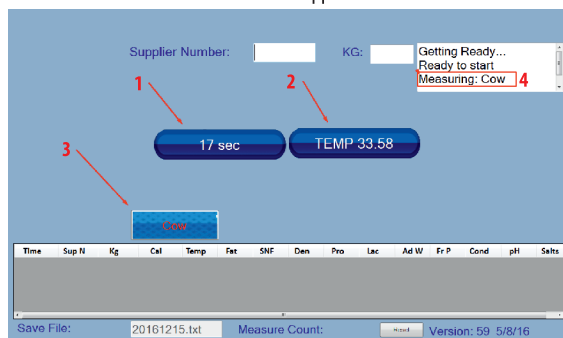 Supplier Number:
KG:
Getting Ready...
Ready to start
Measuring: Cow
4
1
2
17 sec
TEMP 33.58
3
Cow
Time Sup N Kg Cal Temp Fat SNF Den Pro Lac Ad W Fr P Cond pH Salts
Save File:
20161215.txt
Measure Count:
Version: 59 5/8/16